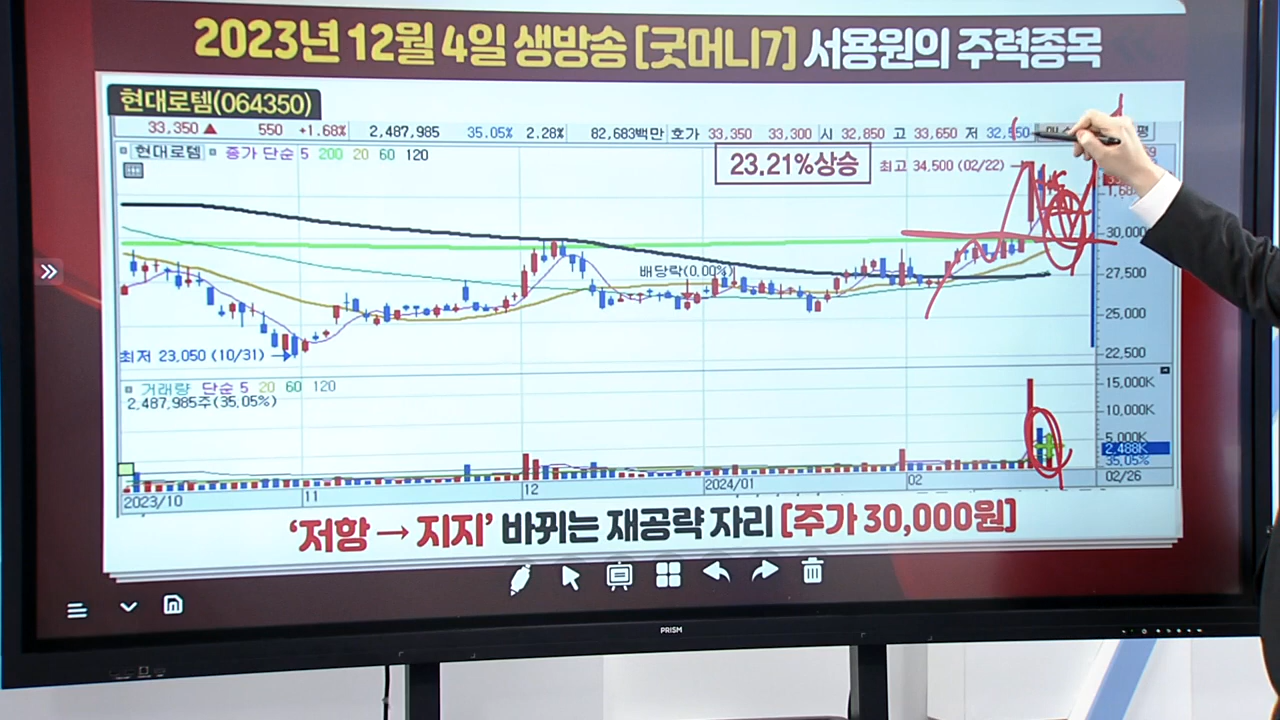 2023년 12월 4일 생방송 [굿머니7] 서용원의 주력종목
현대로템(064350)
33,350 ▲ 550 +1.68% 2,487,985 35.05% 2.28% 82,683백만 호가 33,350 33,300 시 32,850 고 33,650 저
현대로템 종가 단순 5 200 20 60 120
23.21%상승
최고 34,500 (02/22)
30,000
배당락(0.00%)
27,500
25,000
최저 23,050 (10/31)
22,500
거래량 단순 5 20 60 120
15,000K
2,487,985주(35,05%)
10,000K
5,000K
2,488K
35,05%
2023/10 11 12 2024/01 02 02/26
‘저항 → 지지’ 바뀌는 재공략 자리 [주가 30,000원]
PRISM